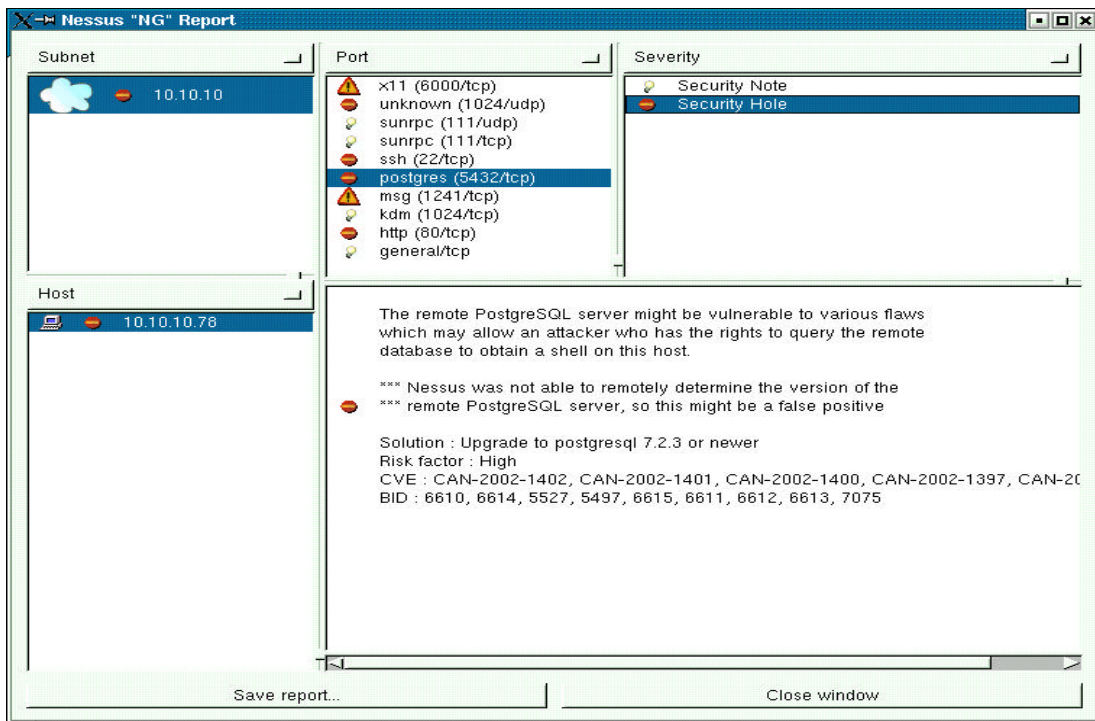 Nessus "NG" Report
Subnet
10.10.10
Port
x11 (6000/tcp)
unknown (1024/udp)
sunrpc (111/udp)
sunrpc (111/tcp)
ssh (22/tcp)
postgres (5432/tcp)
msg (1241/tcp)
kdm (1024/tcp)
http (80/tcp)
general/tcp
Severity
Security Note
Security Hole
Host
10.10.10.78
The remote PostgreSQL server might be vulnerable to various flaws
which may allow an attacker who has the rights to query the remote
database to obtain a shell on this host.
*** Nessus was not able to remotely determine the version of the
*** remote PostgreSQL server, so this might be a false positive
Solution : Upgrade to postgresql 7.2.3 or newer
Risk factor : High
CVE : CAN-2002-1402, CAN-2002-1401, CAN-2002-1400, CAN-2002-1397, CAN-20
BID : 6610, 6614, 5527, 5497, 6615, 6611, 6612, 6613, 7075
Save report...
Close window